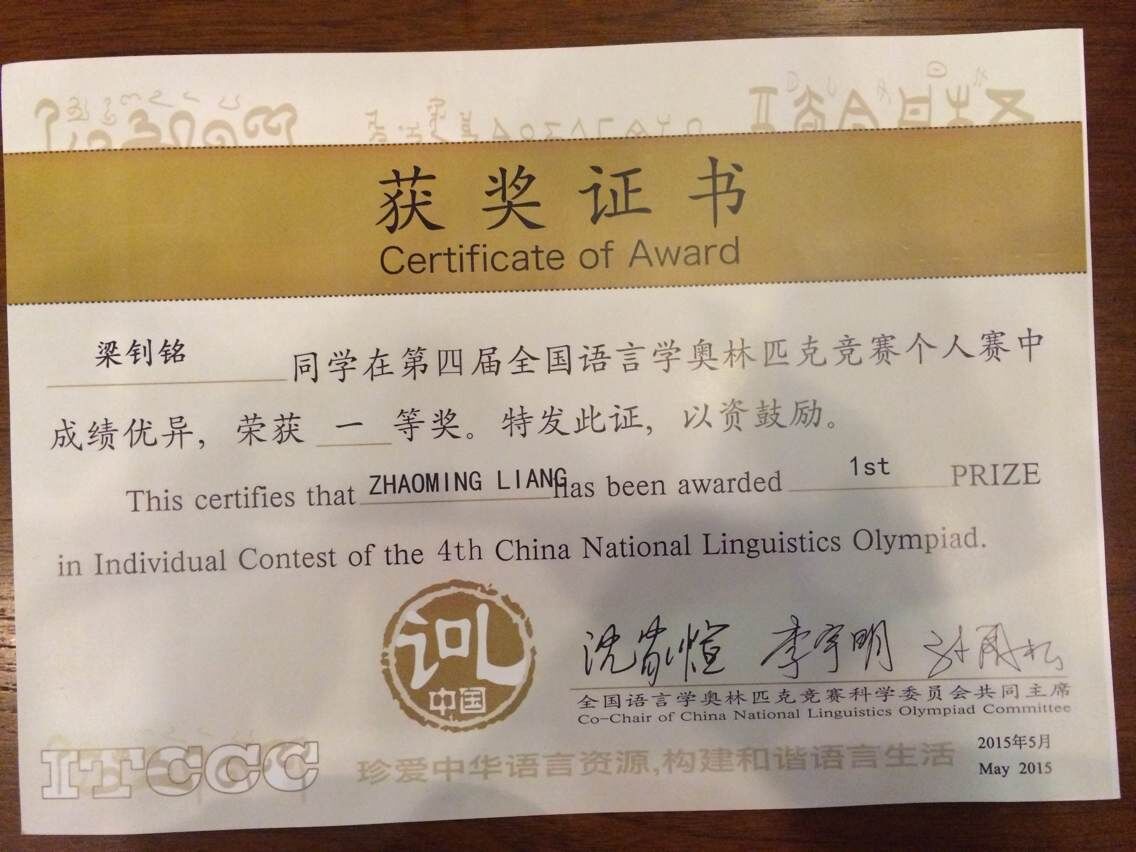 获奖证书
Certificate of Award
梁钊铭 同学在第四届全国语言学奥林匹克竞赛个人赛中
成绩优异，荣获 一 等奖。特发此证，以资鼓励。
This certifies that ZHAOMING LIANG has been awarded 1st PRIZE
in Individual Contest of the 4th China National Linguistics Olympiad.
中国
李宇明
全国语言学奥林匹克竞赛科学委员会共同主席
Co-Chair of China National Linguistics Olympiad Committee
2015年5月
May 2015
ITCCC
珍爱中华语言资源,构建和谐语言生活